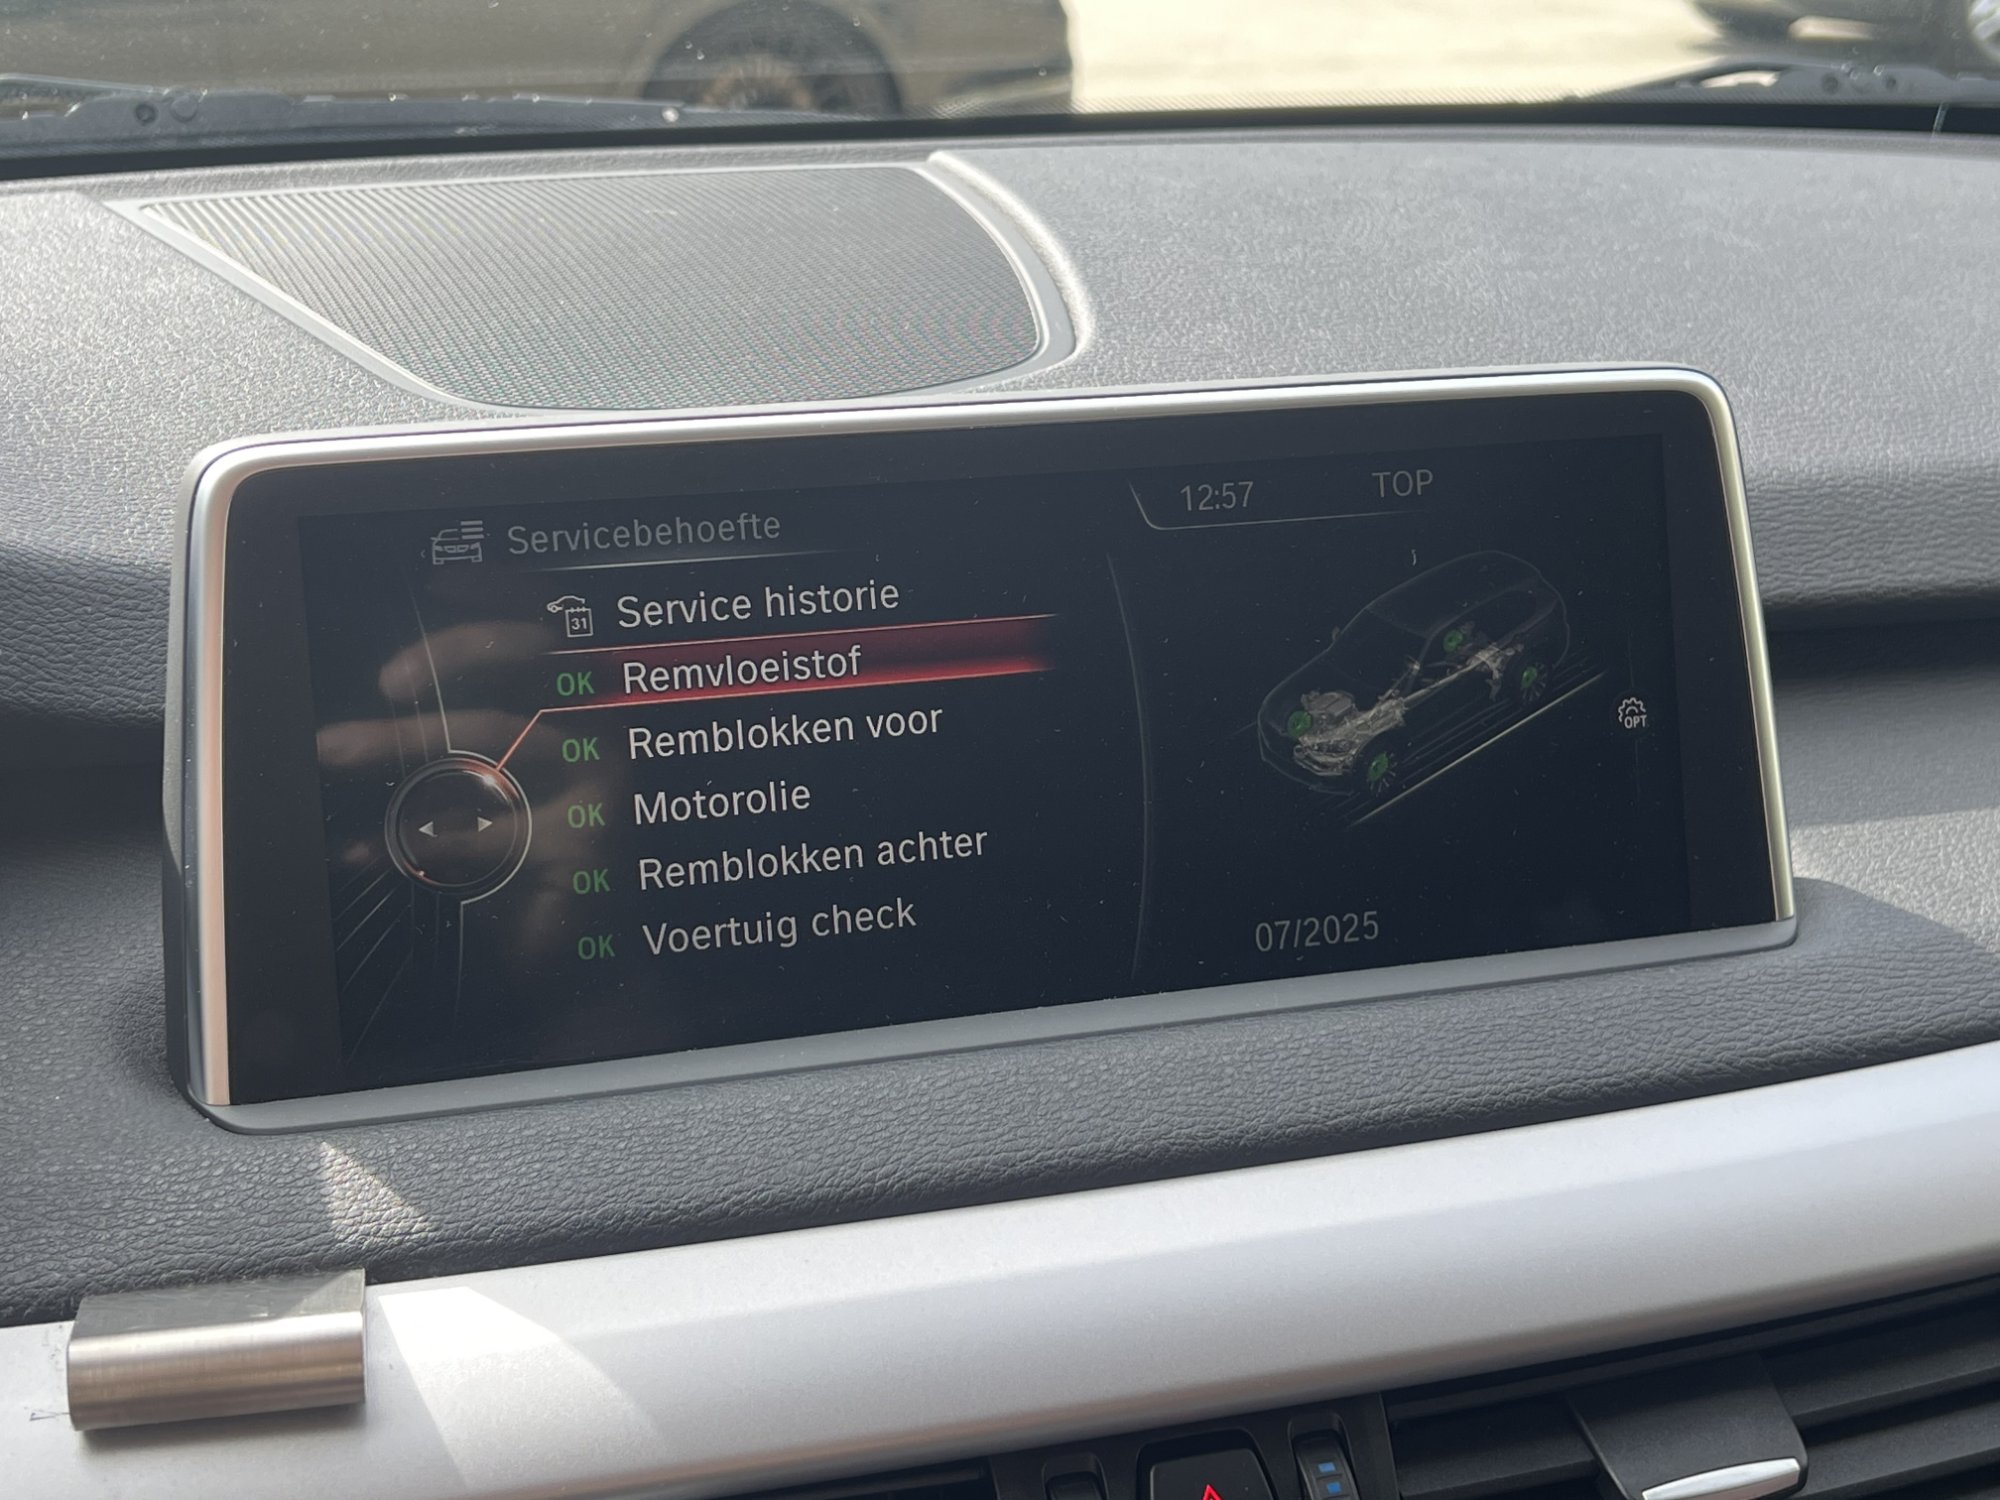 Servicebehoefte
12:57
TOP
31
Service historie
OK Remvloeistof
OK Remblokken voor
OK Motorolie
OK Remblokken achter
OK Voertuig check
OPT
07/2025